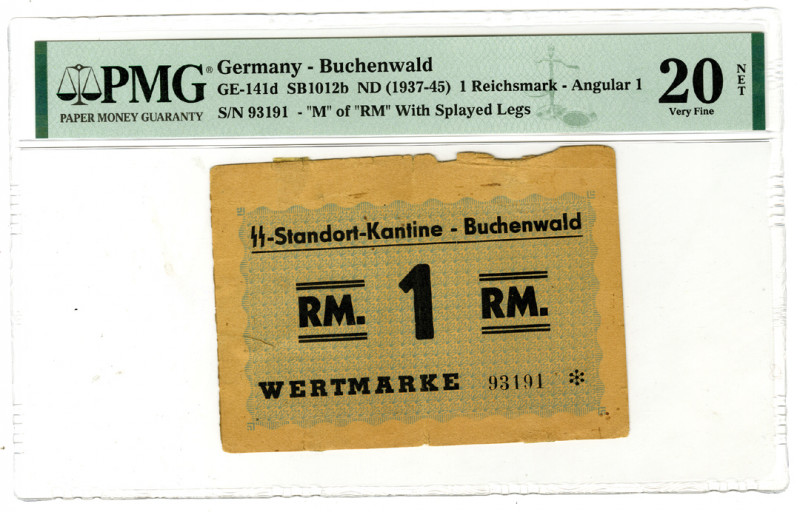 PMG®
PAPER MONEY GUARANTY
Germany - Buchenwald
GE-141d SB1012b ND (1937-45) 1 Reichsmark - Angular 1
S/N 93191 - "M" of "RM" With Splayed Legs
20
NET
Very Fine
ᛋᛋ-Standort-Kantine - Buchenwald
RM. 1 RM.
WERTMARKE 93191 *